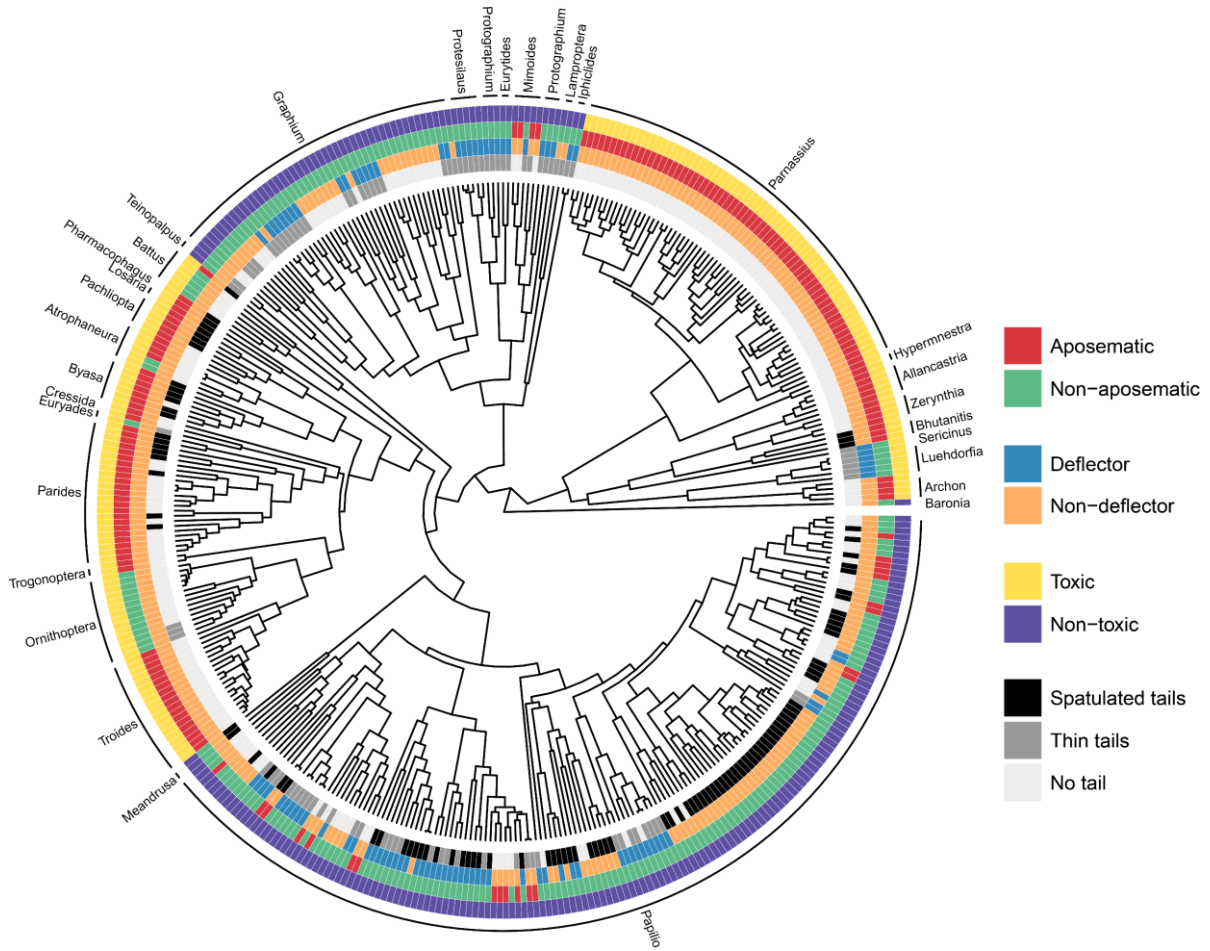 Protesilaus
Protographium
Eurytides
Mimoides
Protographium
Lamproptera
Iphiclides
Graphium
Parnassius
Teinopalpus
Battus
Pharmacophagus
Losaria
Pachliopta
Atrophaneura
Byasa
Cressida
Euryades
Parides
Trogonoptera
Ornithoptera
Troides
Meandrusa
Papilio
Hypermnestra
Allancastria
Zerynthia
Bhutanitis
Sericinus
Luehdorfia
Archon
Baronia
Aposematic
Non-aposematic
Deflector
Non-deflector
Toxic
Non-toxic
Spatulated tails
Thin tails
No tail